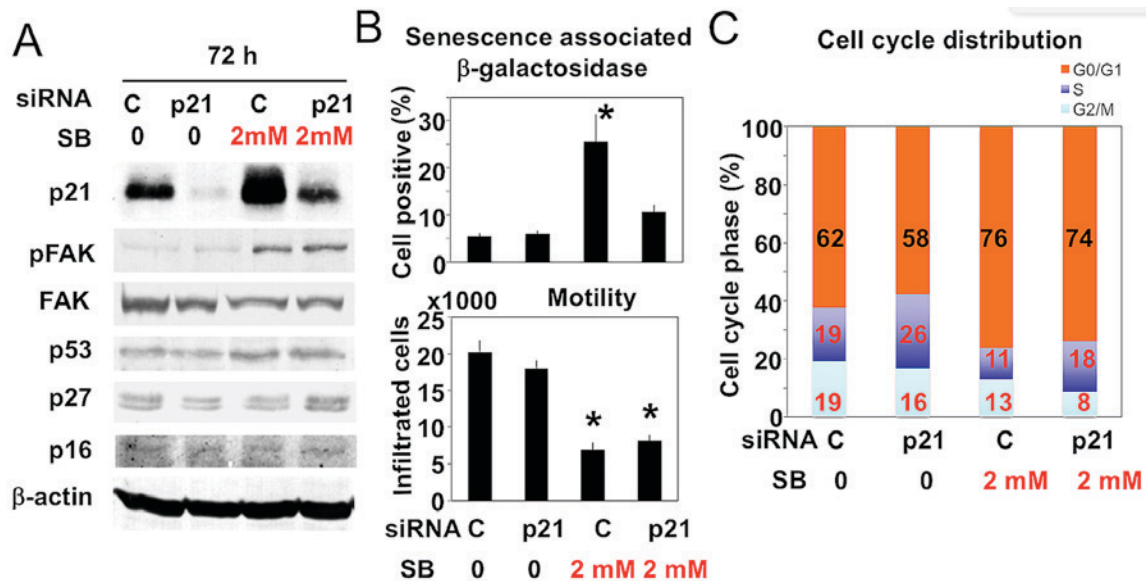 A
72 h
siRNA C p21 C p21
SB 0 0 2mM 2mM
p21
pFAK
FAK
p53
p27
p16
β-actin
B
Senescence associated
β-galactosidase
Cell positive (%)
30
20
10
0
*
x1000
Motility
Infiltrated cells
25
20
15
10
5
0
* *
siRNA C p21 C p21
SB 0 0 2 mM 2 mM
C
Cell cycle distribution
G0/G1
S
G2/M
Cell cycle phase (%)
100
80
60
40
20
0
62 58 76 74
19 26 11 18
19 16 13 8
siRNA C p21 C p21
SB 0 0 2 mM 2 mM